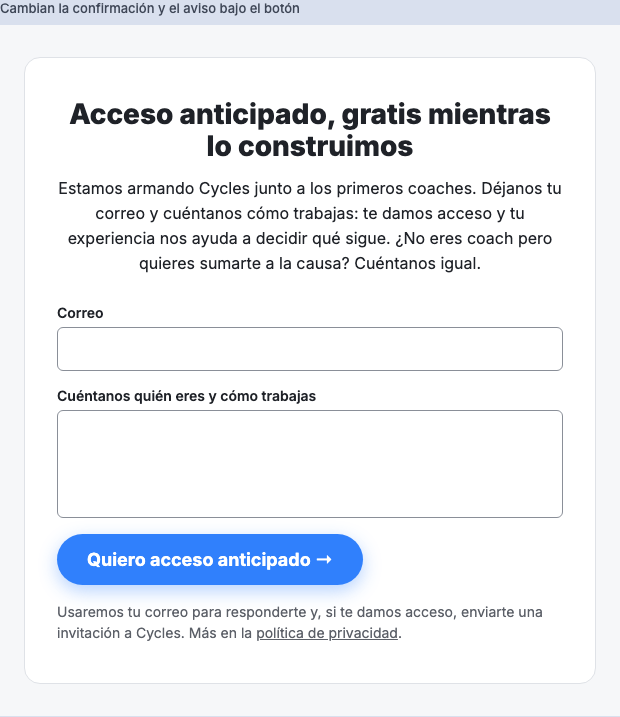 Cambian la confirmación y el aviso bajo el botón
Acceso anticipado, gratis mientras
lo construimos
Estamos armando Cycles junto a los primeros coaches. Déjanos tu
correo y cuéntanos cómo trabajas: te damos acceso y tu
experiencia nos ayuda a decidir qué sigue. ¿No eres coach pero
quieres sumarte a la causa? Cuéntanos igual.
Correo
Cuéntanos quién eres y cómo trabajas
Quiero acceso anticipado →
Usaremos tu correo para responderte y, si te damos acceso, enviarte una
invitación a Cycles. Más en la política de privacidad.